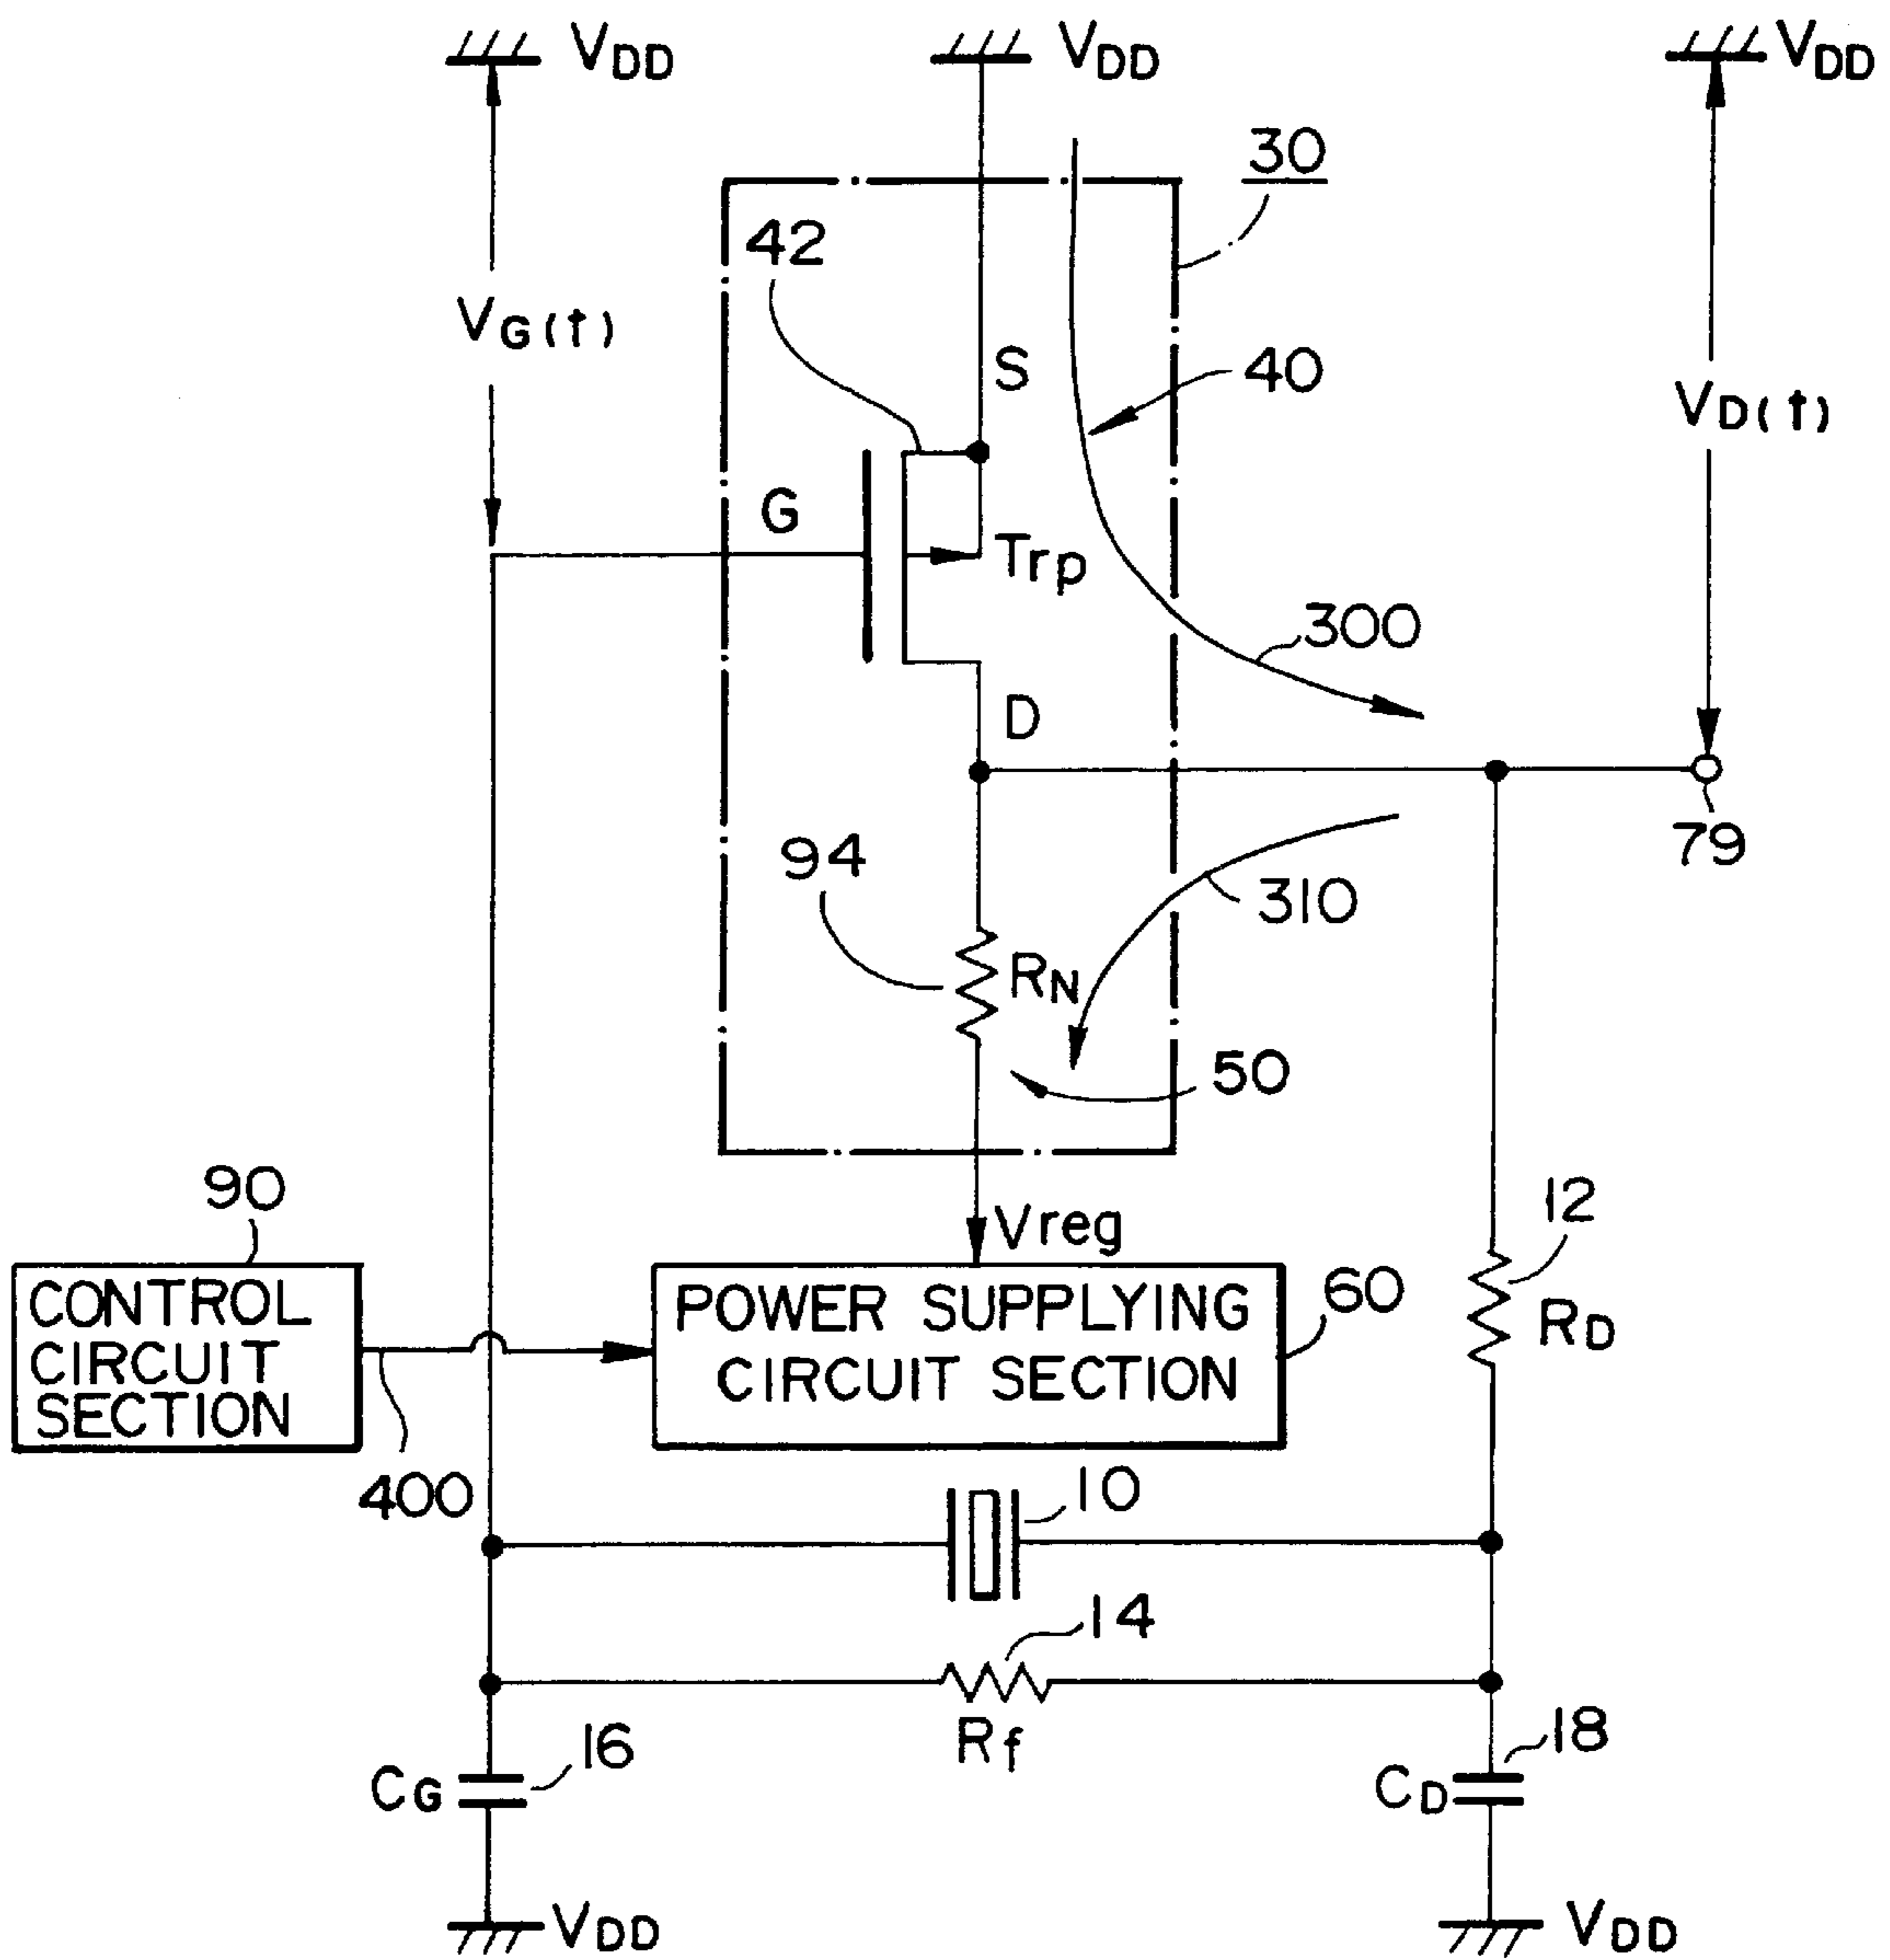 VDD
VDD
VDD
30
42
VG(t)
S
40
VD(t)
G
Trp
300
D
94
79
310
RN
50
90
Vreg
12
CONTROL
CIRCUIT
SECTION
POWER SUPPLYING
CIRCUIT SECTION
60
RD
400
10
14
Rf
16
18
CG
CD
VDD
VDD